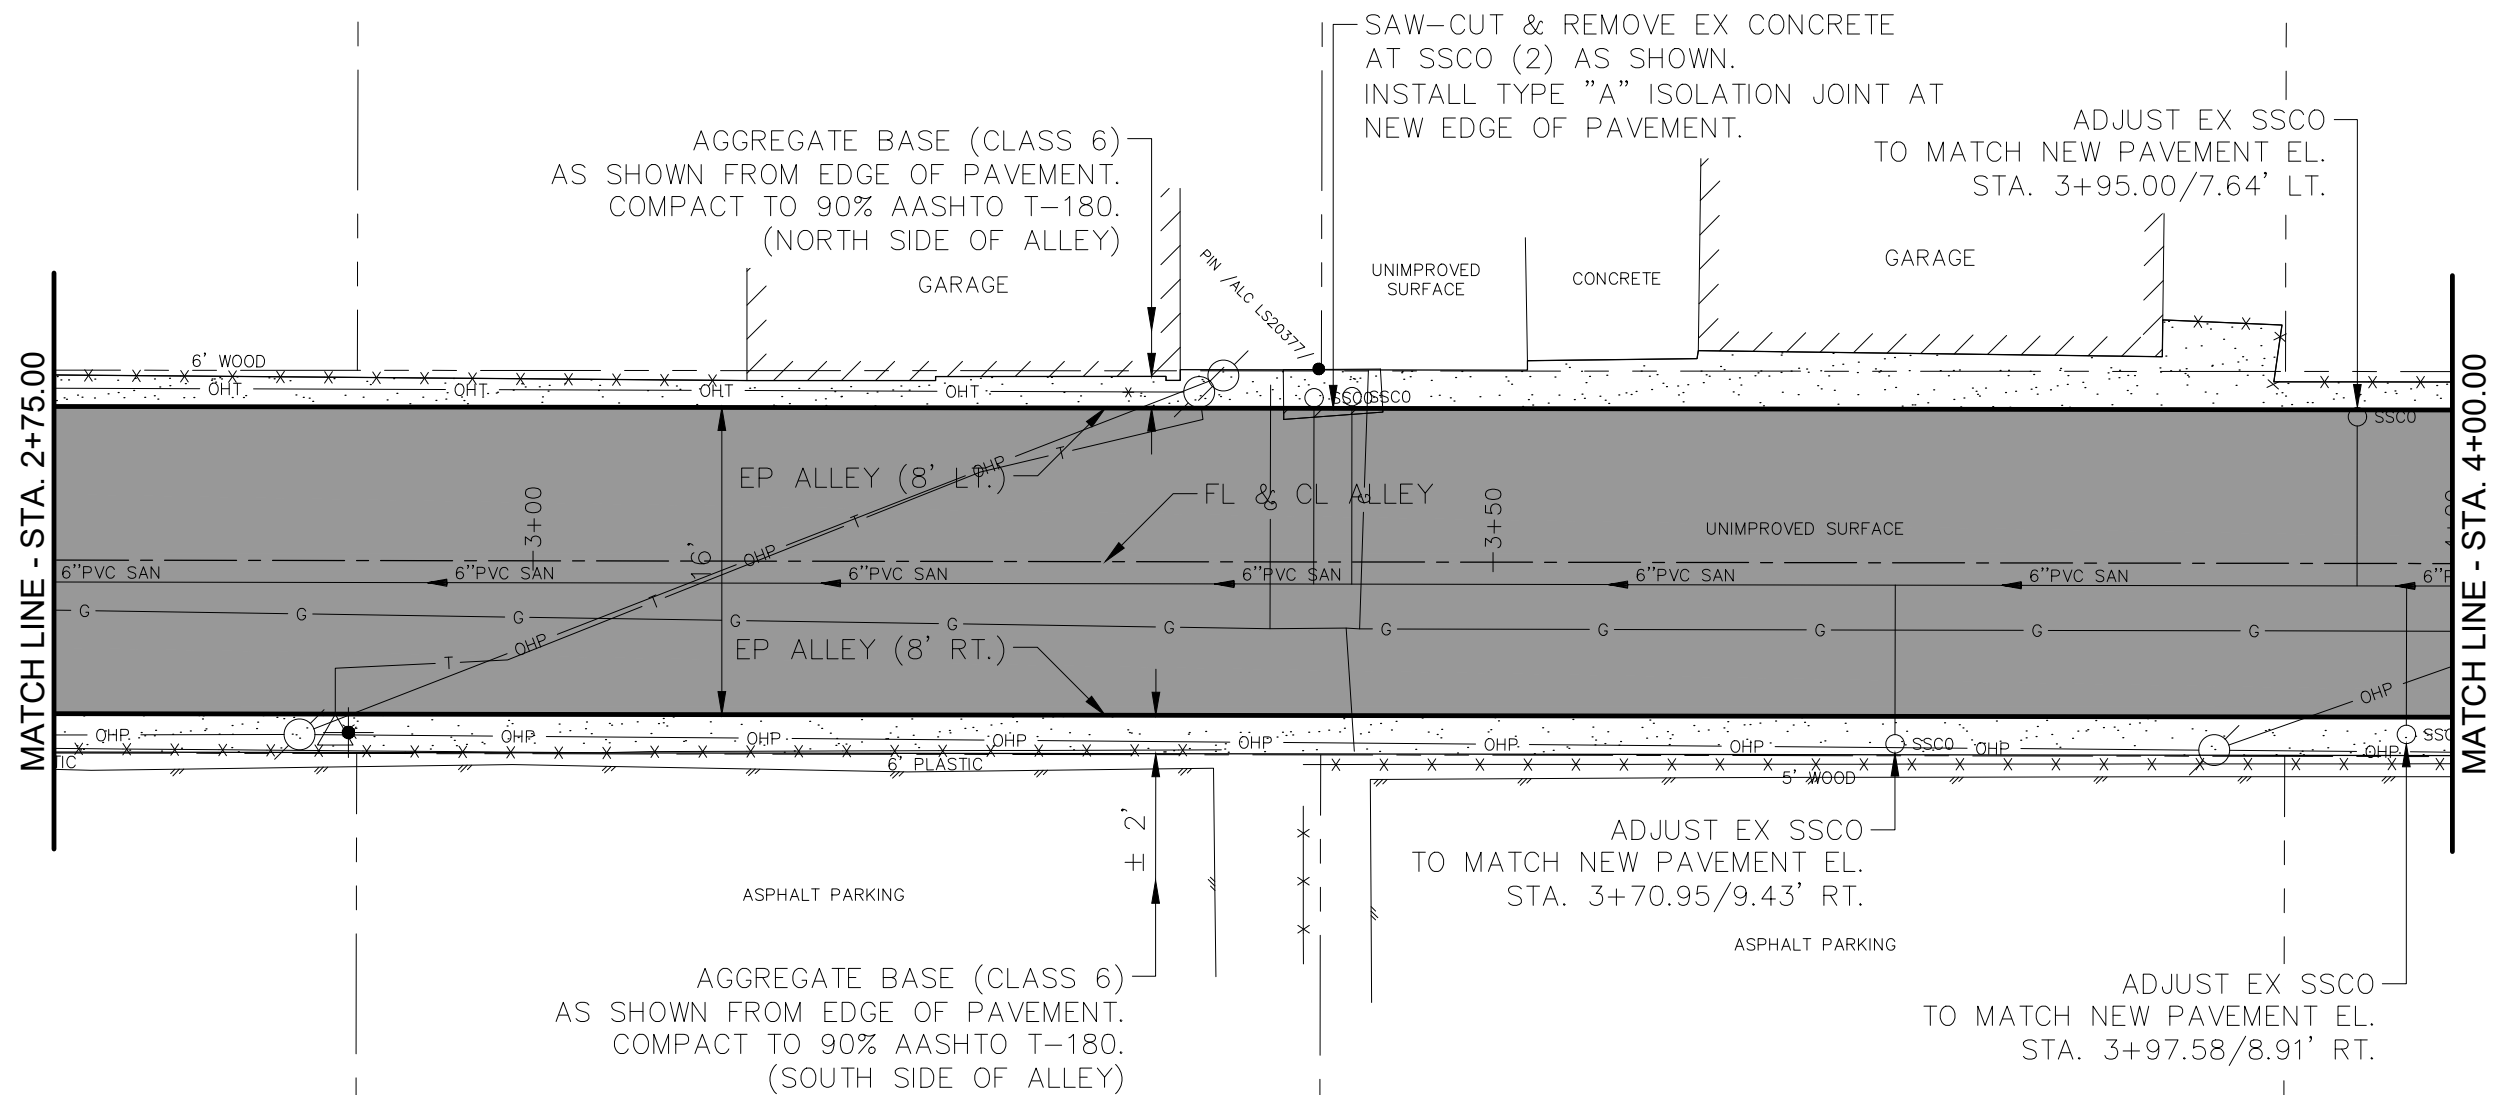 SAW-CUT & REMOVE EX CONCRETE
AT SSCO (2) AS SHOWN.
INSTALL TYPE "A" ISOLATION JOINT AT
NEW EDGE OF PAVEMENT.
ADJUST EX SSCO
TO MATCH NEW PAVEMENT EL.
STA. 3+95.00/7.64' LT.
AGGREGATE BASE (CLASS 6)
AS SHOWN FROM EDGE OF PAVEMENT.
COMPACT TO 90% AASHTO T-180.
(NORTH SIDE OF ALLEY)
GARAGE
PIN /ALC LS20377/
UNIMPROVED
SURFACE
CONCRETE
GARAGE
MATCH LINE - STA. 2+75.00
MATCH LINE - STA. 4+00.00
6' WOOD
OHT OHT OHT OHT
SSCO SSCO
SSCO
EP ALLEY (8' LT.)
FL & CL ALLEY
3+00
3+50
16'
UNIMPROVED SURFACE
OHP T
T
OHP
T
OHP
T
G G
6"PVC SAN 6"PVC SAN 6"PVC SAN 6"PVC SAN 6"PVC SAN 6"PVC SAN 6"P
G G G G G G G G G G G
EP ALLEY (8' RT.)
OHP
OHP OHP OHP OHP OHP OHP OHP OHP OHP
SSCO
SSC
TIC
6' PLASTIC
5' WOOD
± 2'
ADJUST EX SSCO
TO MATCH NEW PAVEMENT EL.
STA. 3+70.95/9.43' RT.
ASPHALT PARKING
ASPHALT PARKING
AGGREGATE BASE (CLASS 6)
AS SHOWN FROM EDGE OF PAVEMENT.
COMPACT TO 90% AASHTO T-180.
(SOUTH SIDE OF ALLEY)
ADJUST EX SSCO
TO MATCH NEW PAVEMENT EL.
STA. 3+97.58/8.91' RT.